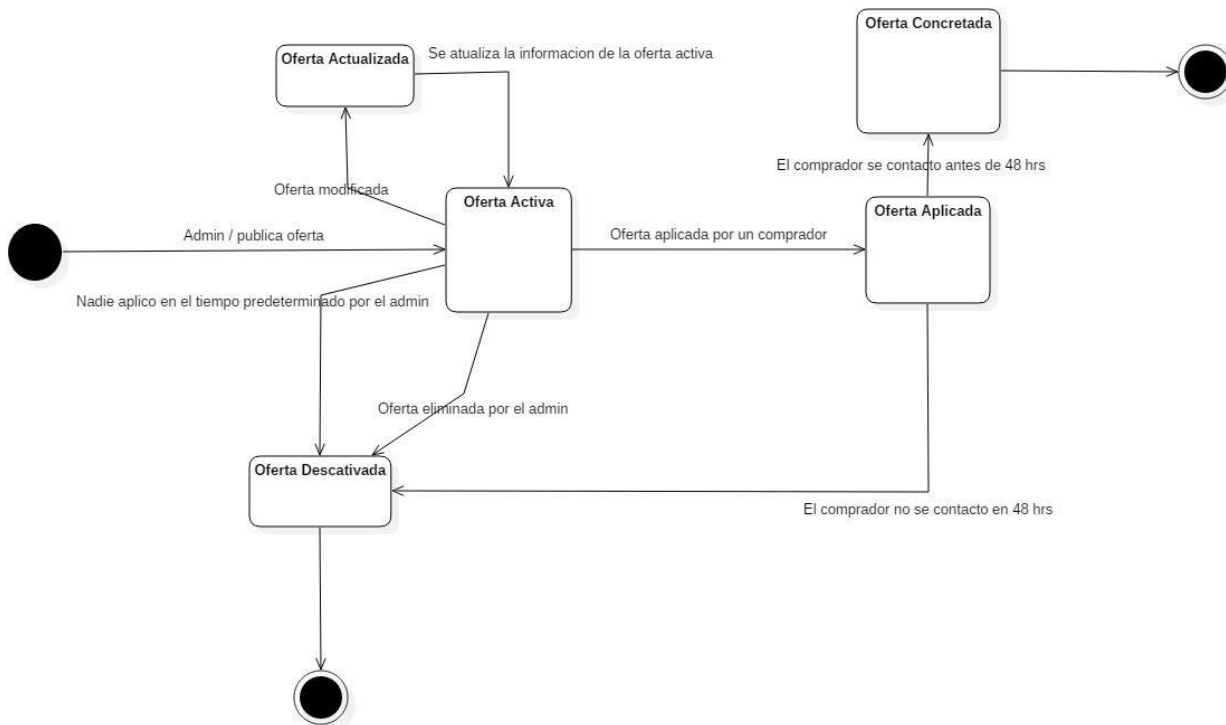 Oferta Concretada
Oferta Actualizada
Se atualiza la informacion de la oferta activa
El comprador se contacto antes de 48 hrs
Oferta modificada
Oferta Activa
Oferta Aplicada
Admin / publica oferta
Oferta aplicada por un comprador
Nadie aplico en el tiempo predeterminado por el admin
Oferta eliminada por el admin
Oferta Descativada
El comprador no se contacto en 48 hrs